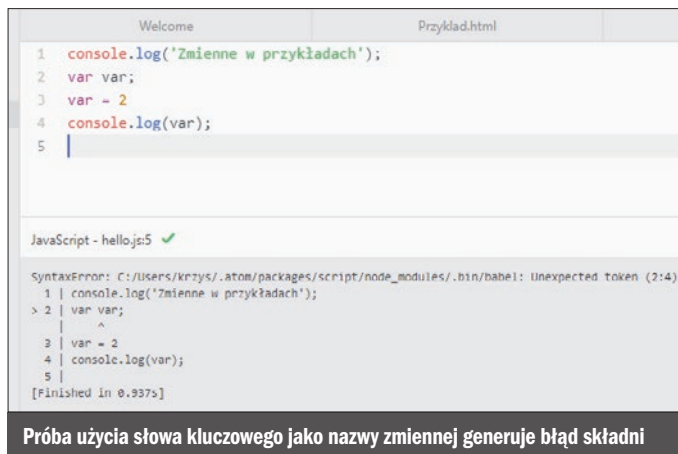 Welcome Przyklad.html
1 console.log('Zmienne w przykładach');
2 var var;
3 var = 2
4 console.log(var);
5
JavaScript - hello.js:5
SyntaxError: C:/Users/krzys/.atom/packages/script/node_modules/.bin/babel: Unexpected token (2:4)
1 | console.log('Zmienne w przykładach');
> 2 | var var;
| ^
3 | var = 2
4 | console.log(var);
5 |
[Finished in 0.937s]
Próba użycia słowa kluczowego jako nazwy zmiennej generuje błąd składni